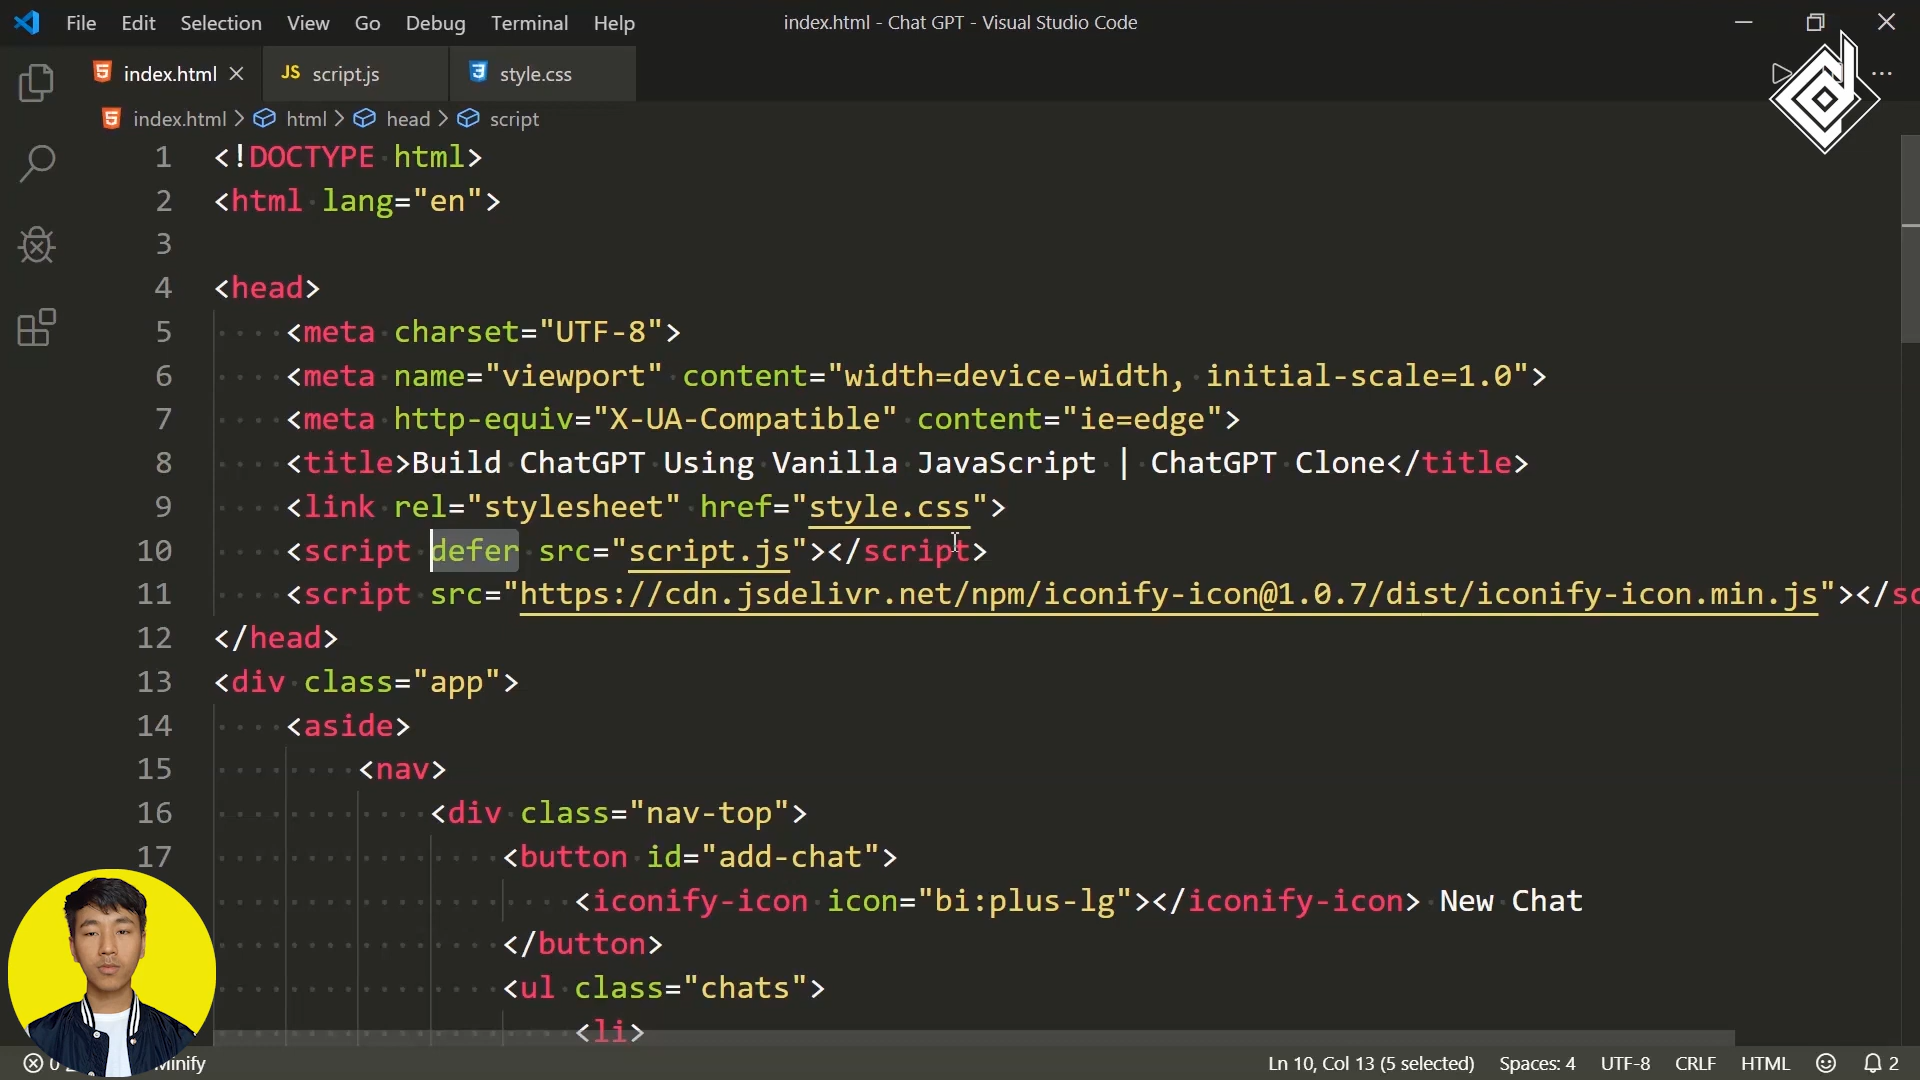 File Edit Selection View Go Debug Terminal Help index.html - Chat GPT - Visual Studio Code
index.html JS script.js style.css
index.html > html > head > script
1 <!DOCTYPE html>
2 <html lang="en">
3
4 <head>
5 <meta charset="UTF-8">
6 <meta name="viewport" content="width=device-width, initial-scale=1.0">
7 <meta http-equiv="X-UA-Compatible" content="ie=edge">
8 <title>Build ChatGPT Using Vanilla JavaScript | ChatGPT Clone</title>
9 <link rel="stylesheet" href="style.css">
10 <script defer src="script.js"></script>
11 <script src="https://cdn.jsdelivr.net/npm/iconify-icon@1.0.7/dist/iconify-icon.min.js"></sc
12 </head>
13 <div class="app">
14 <aside>
15 <nav>
16 <div class="nav-top">
17 <button id="add-chat">
<iconify-icon icon="bi:plus-lg"></iconify-icon> New Chat
</button>
<ul class="chats">
<li>
0 Minify Ln 10, Col 13 (5 selected) Spaces: 4 UTF-8 CRLF HTML 2